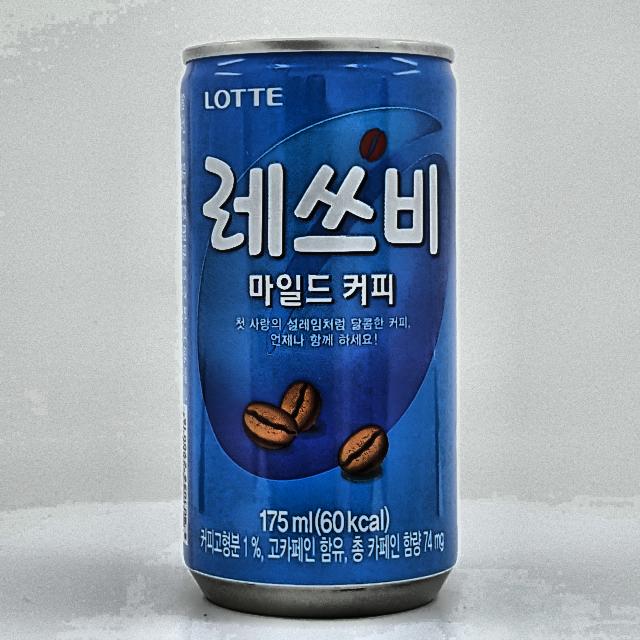 LOTTE
레쓰비
마일드 커피
첫 사랑의 설레임처럼 달콤한 커피,
언제나 함께 하세요!
175 ml(60 kcal)
커피고형분 1 %, 고카페인 함유, 총 카페인 함량 74 mg